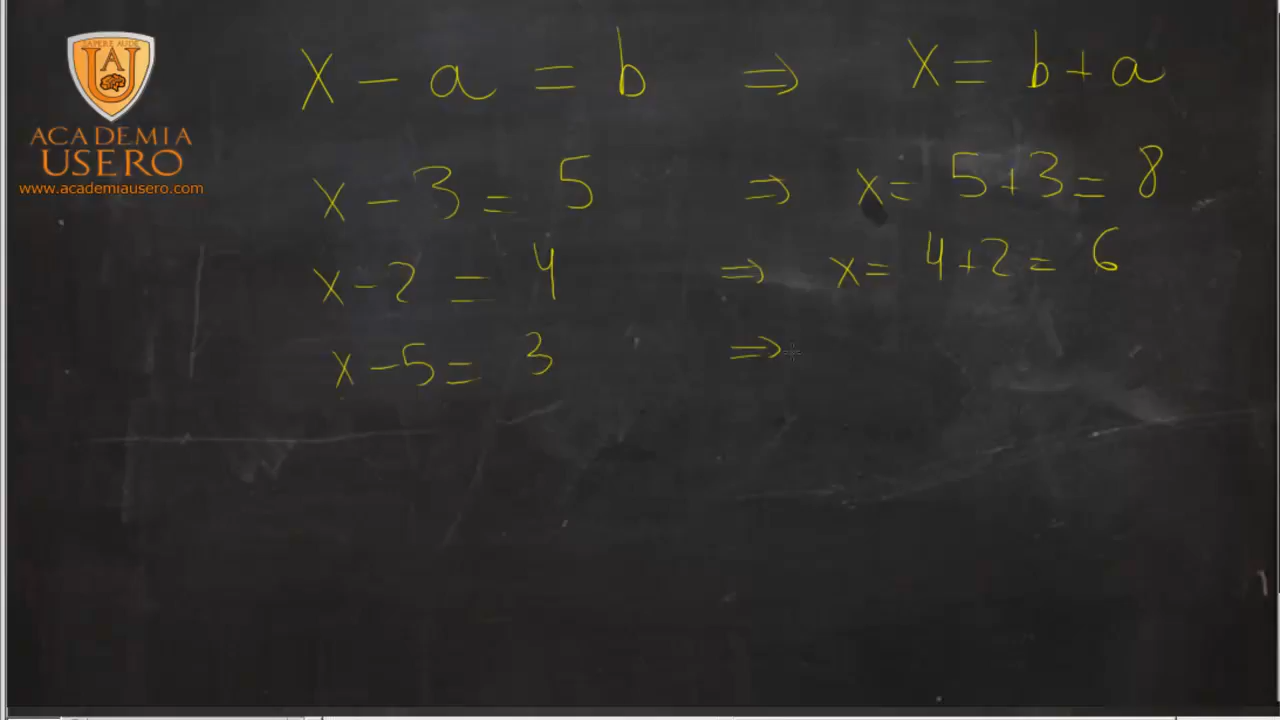 SAPERE AUDE
UA
ACADEMIA
USERO
www.academiausero.com
x - a = b ⇒ x = b + a
x - 3 = 5 ⇒ x = 5 + 3 = 8
x - 2 = 4 ⇒ x = 4 + 2 = 6
x - 5 = 3 ⇒